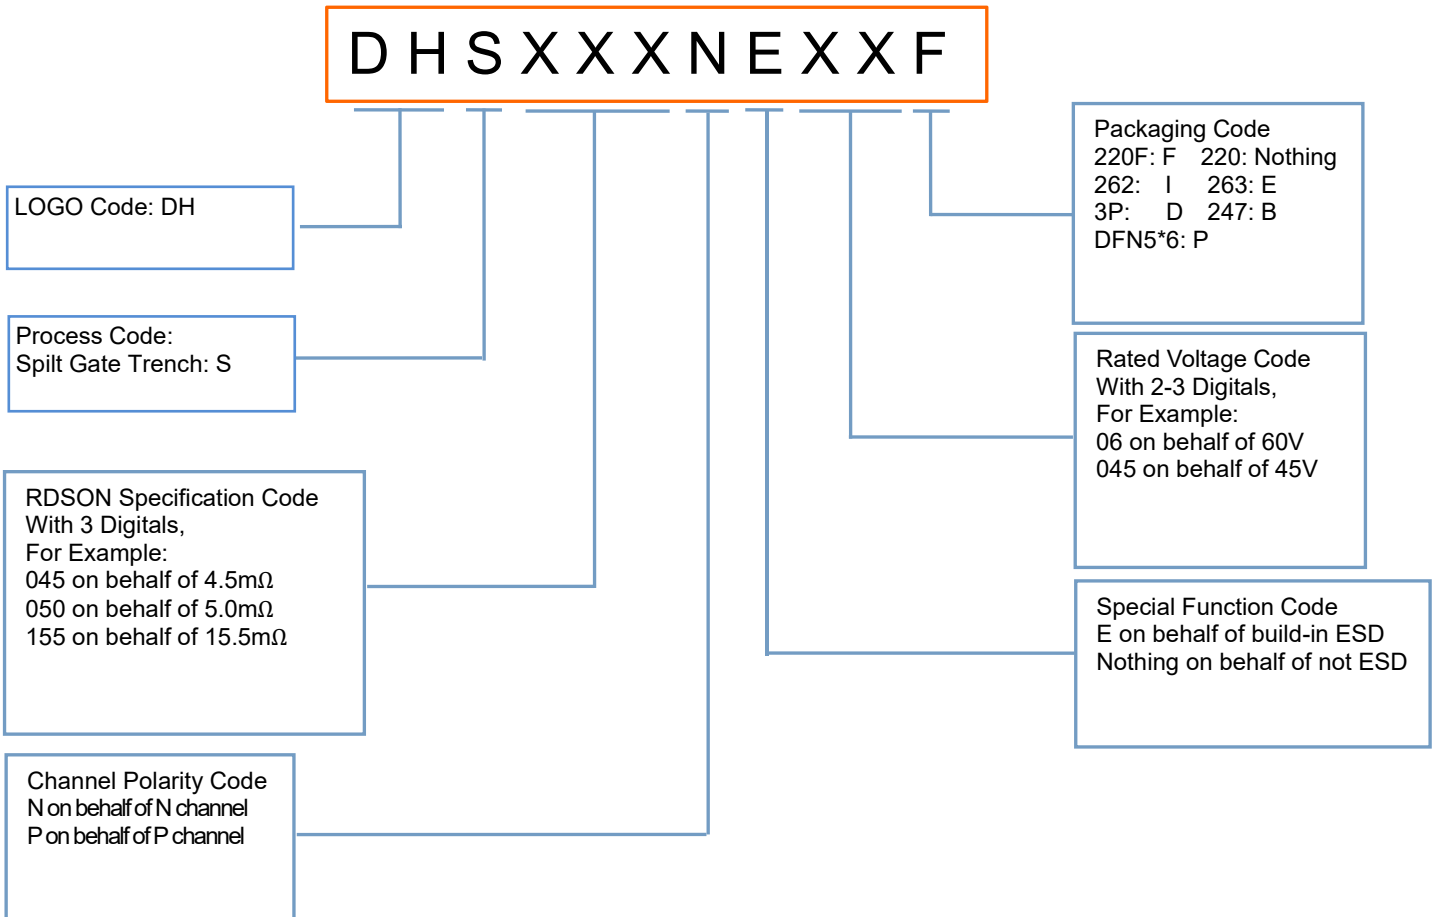 D H S X X X N E X X F
LOGO Code: DH
Process Code:
Spilt Gate Trench: S
RDSON Specification Code
With 3 Digitals,
For Example:
045 on behalf of 4.5mΩ
050 on behalf of 5.0mΩ
155 on behalf of 15.5mΩ
Channel Polarity Code
N on behalf of N channel
P on behalf of P channel
Packaging Code
220F: F 220: Nothing
262: I 263: E
3P: D 247: B
DFN5*6: P
Rated Voltage Code
With 2-3 Digitals,
For Example:
06 on behalf of 60V
045 on behalf of 45V
Special Function Code
E on behalf of build-in ESD
Nothing on behalf of not ESD